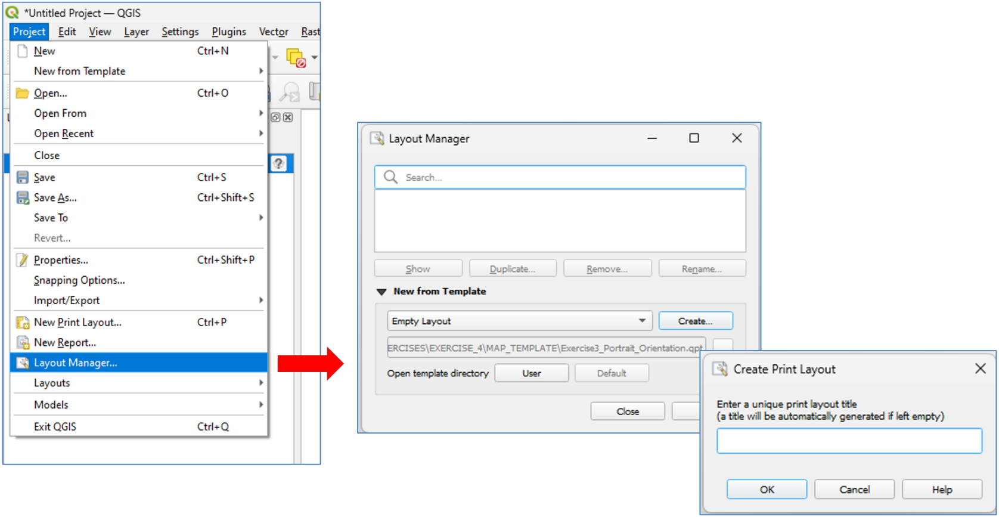 *Untitled Project — QGIS
Project Edit View Layer Settings Plugins Vector Rast
New Ctrl+N
New from Template
Open... Ctrl+O
Open From
Open Recent
Close
Save Ctrl+S
Save As... Ctrl+Shift+S
Save To
Revert...
Properties... Ctrl+Shift+P
Snapping Options...
Import/Export
New Print Layout... Ctrl+P
New Report...
Layout Manager...
Layouts
Models
Exit QGIS Ctrl+Q
Layout Manager
Search...
Show Duplicate... Remove... Rename...
New from Template
Empty Layout Create...
ERCISES\EXERCISE_4\MAP_TEMPLATE\Exercise3_Portrait_Orientation.qpt
Open template directory User Default
Close
Create Print Layout
Enter a unique print layout title
(a title will be automatically generated if left empty)
OK Cancel Help